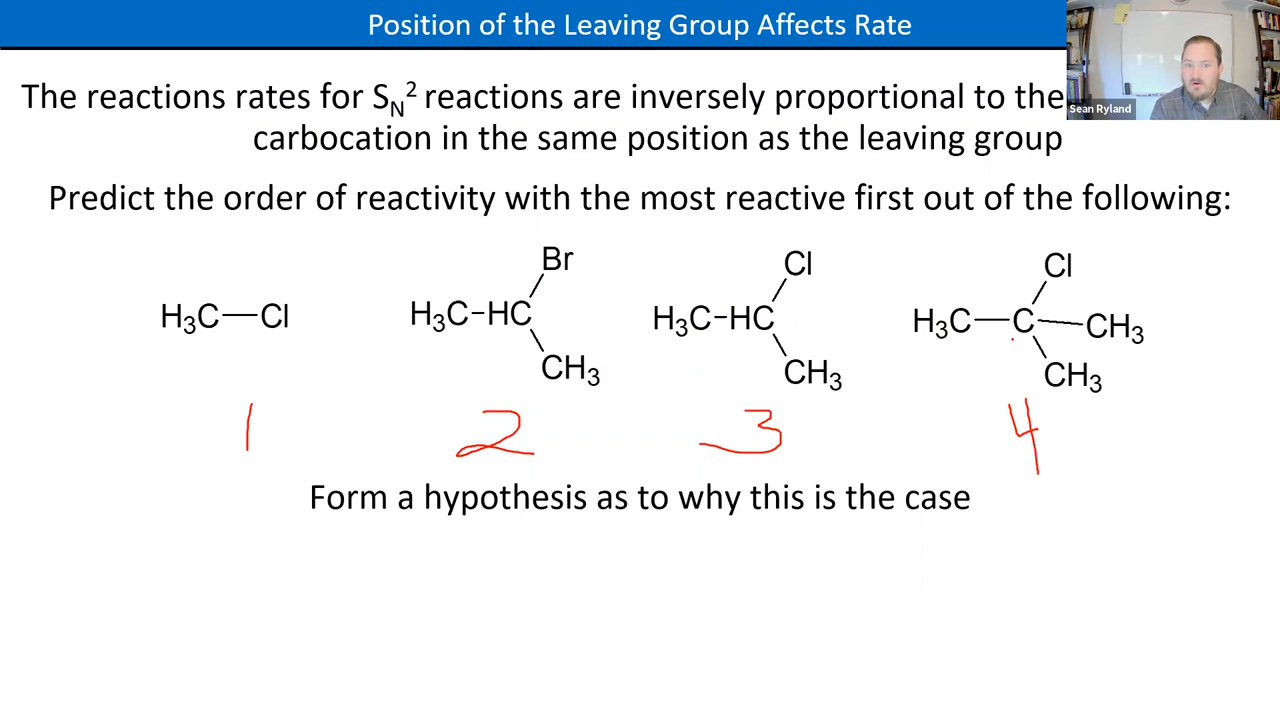 Position of the Leaving Group Affects Rate
Sean Ryland
The reactions rates for SN2 reactions are inversely proportional to the
carbocation in the same position as the leaving group
Predict the order of reactivity with the most reactive first out of the following:
H3C—Cl
Br
H3C-HC
CH3
Cl
H3C-HC
CH3
Cl
H3C—C—CH3
CH3
1 2 3 4
Form a hypothesis as to why this is the case